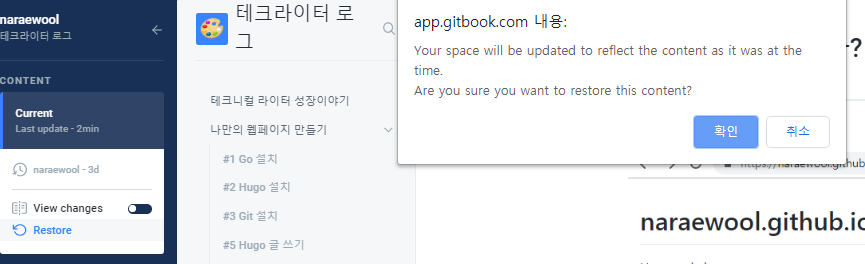 naraewool
테크라이터 로그
CONTENT
Current
Last update - 2min
naraewool - 3d
View changes
Restore
테크라이터 로
그
테크니컬 라이터 성장이야기
나만의 웹페이지 만들기
#1 Go 설치
#2 Hugo 설치
#3 Git 설치
#5 Hugo 글 쓰기
app.gitbook.com 내용:
Your space will be updated to reflect the content as it was at the
time.
Are you sure you want to restore this content?
확인
취소
?
naraewool.github.io